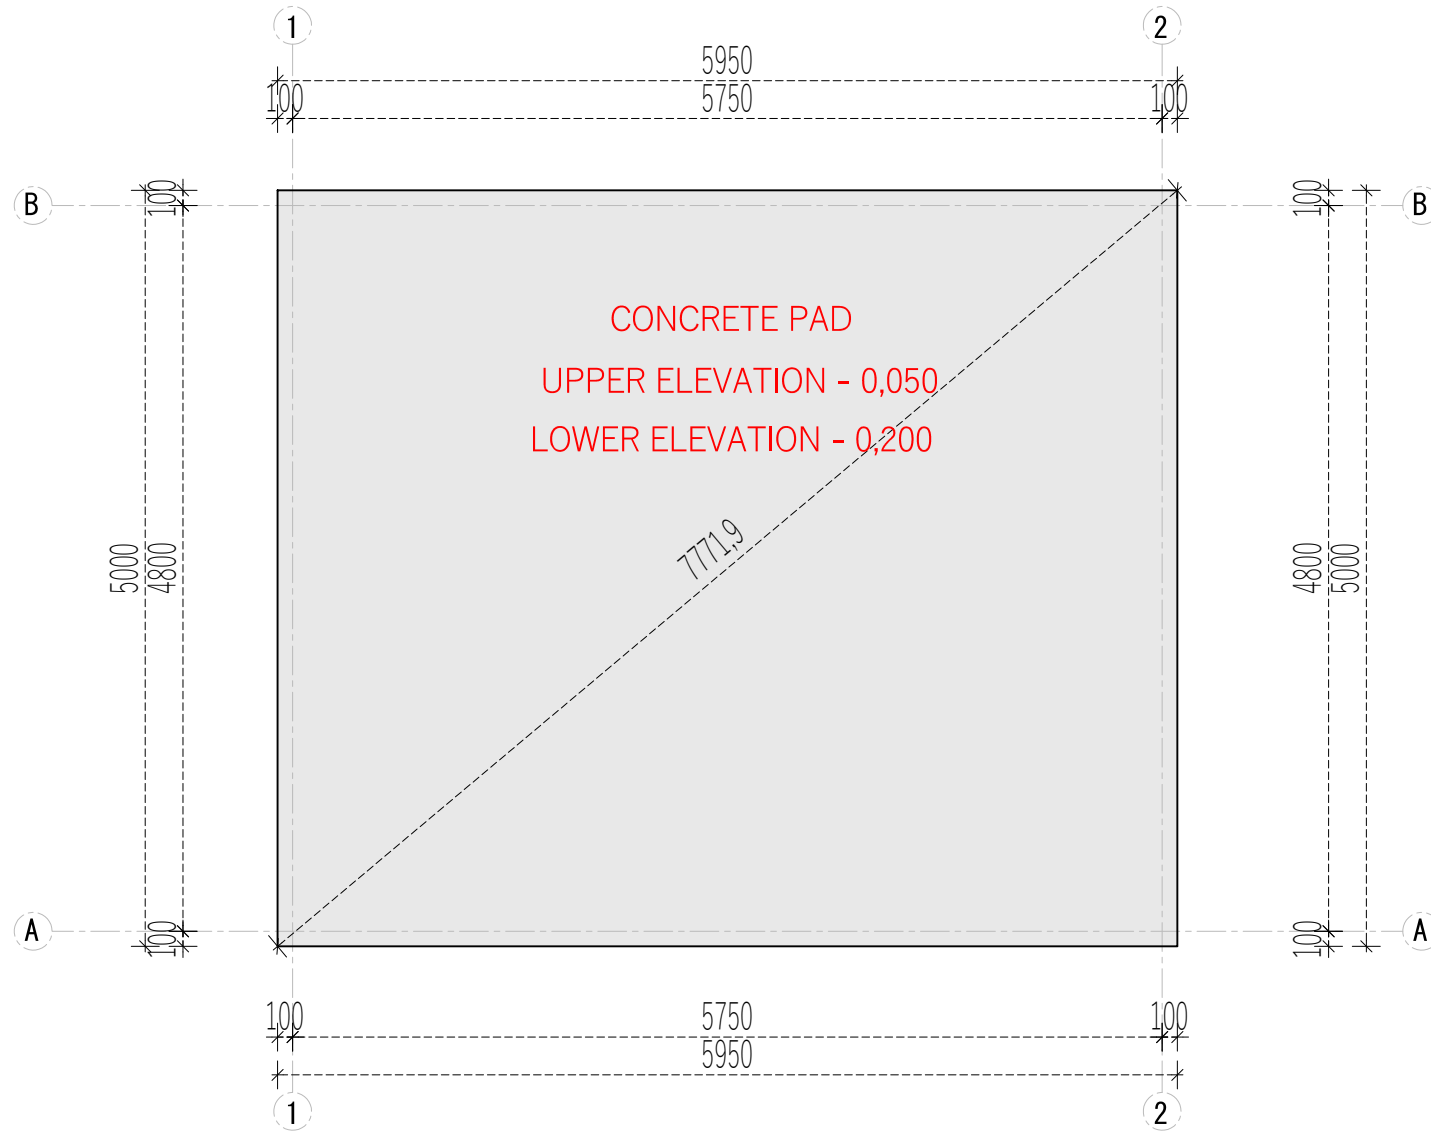 1 2
5950
100 5750 100
B 100 100 B
CONCRETE PAD
UPPER ELEVATION - 0,050
LOWER ELEVATION - 0,200
7771,9
5000 4800 4800 5000
A 100 100 A
100 5750 100
5950
1 2